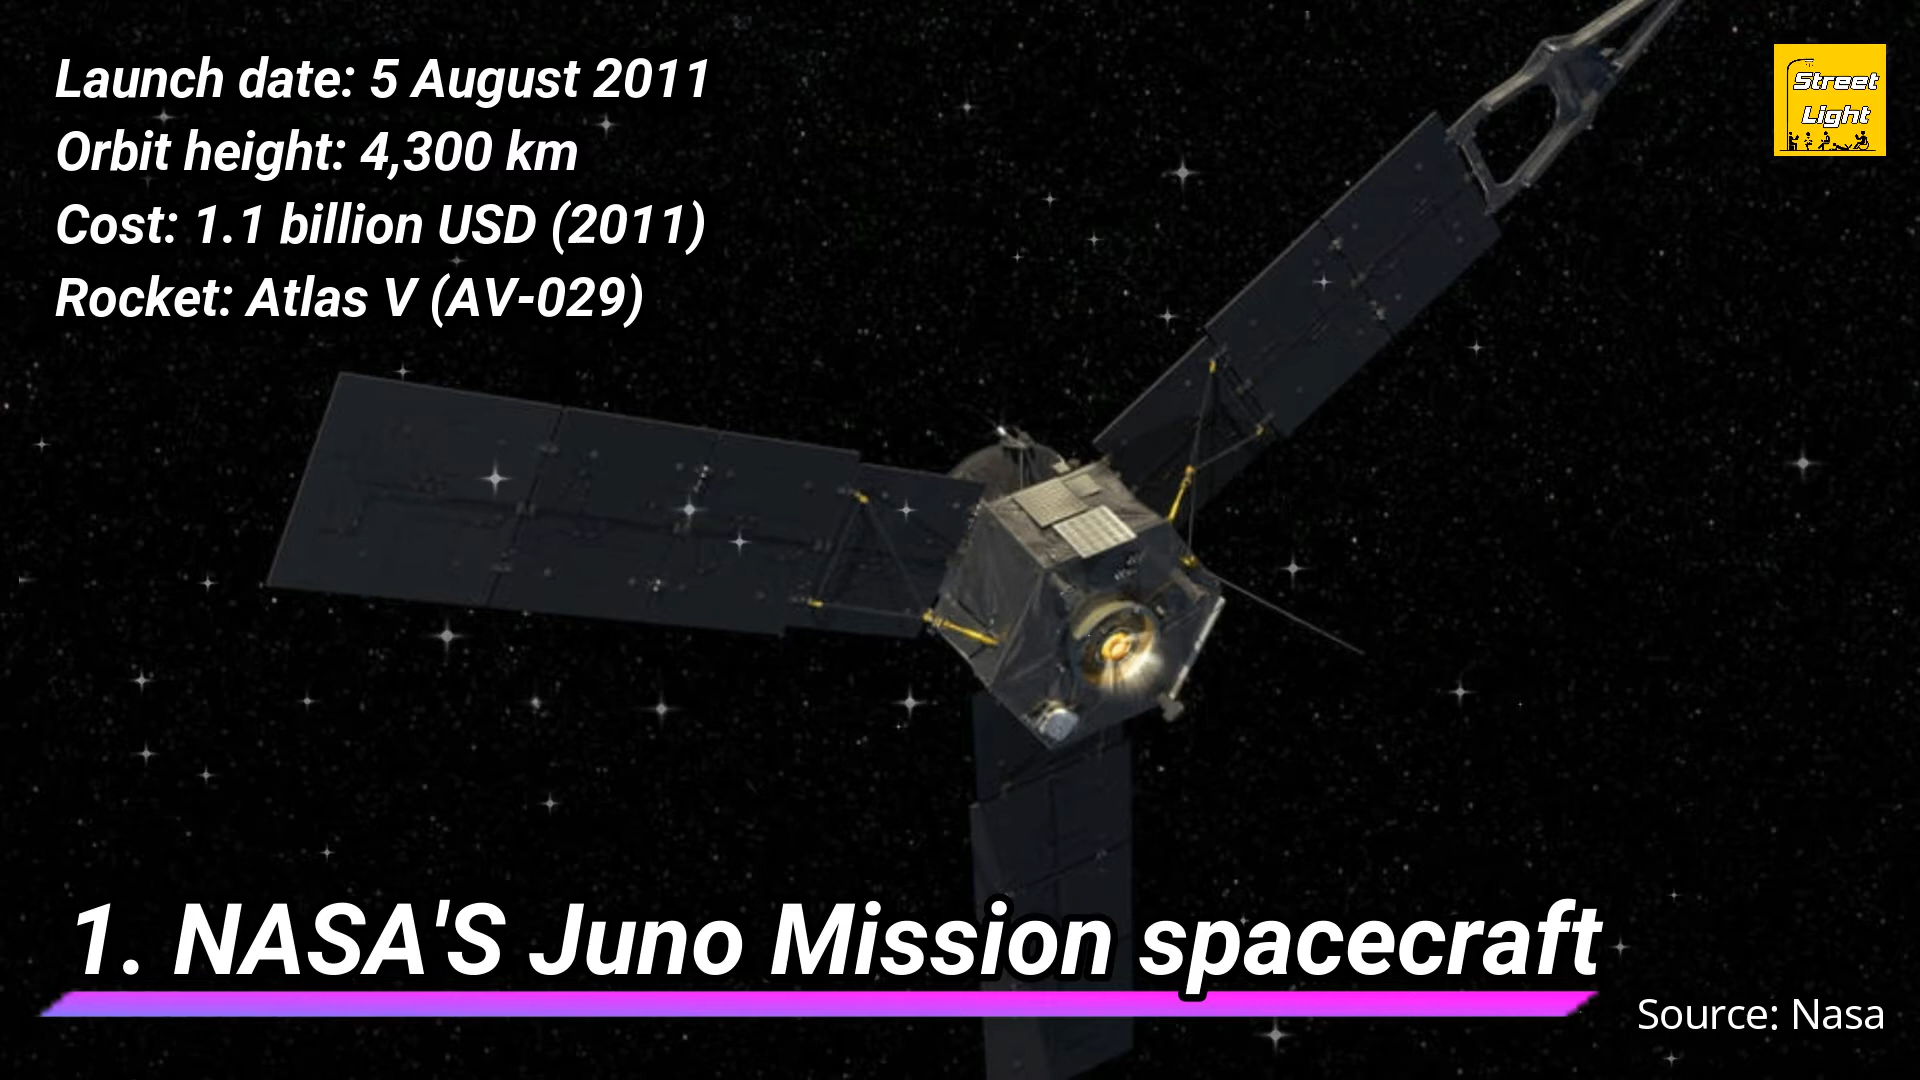 Launch date: 5 August 2011
Orbit height: 4,300 km
Cost: 1.1 billion USD (2011)
Rocket: Atlas V (AV-029)
Street
Light
1. NASA'S Juno Mission spacecraft
Source: Nasa